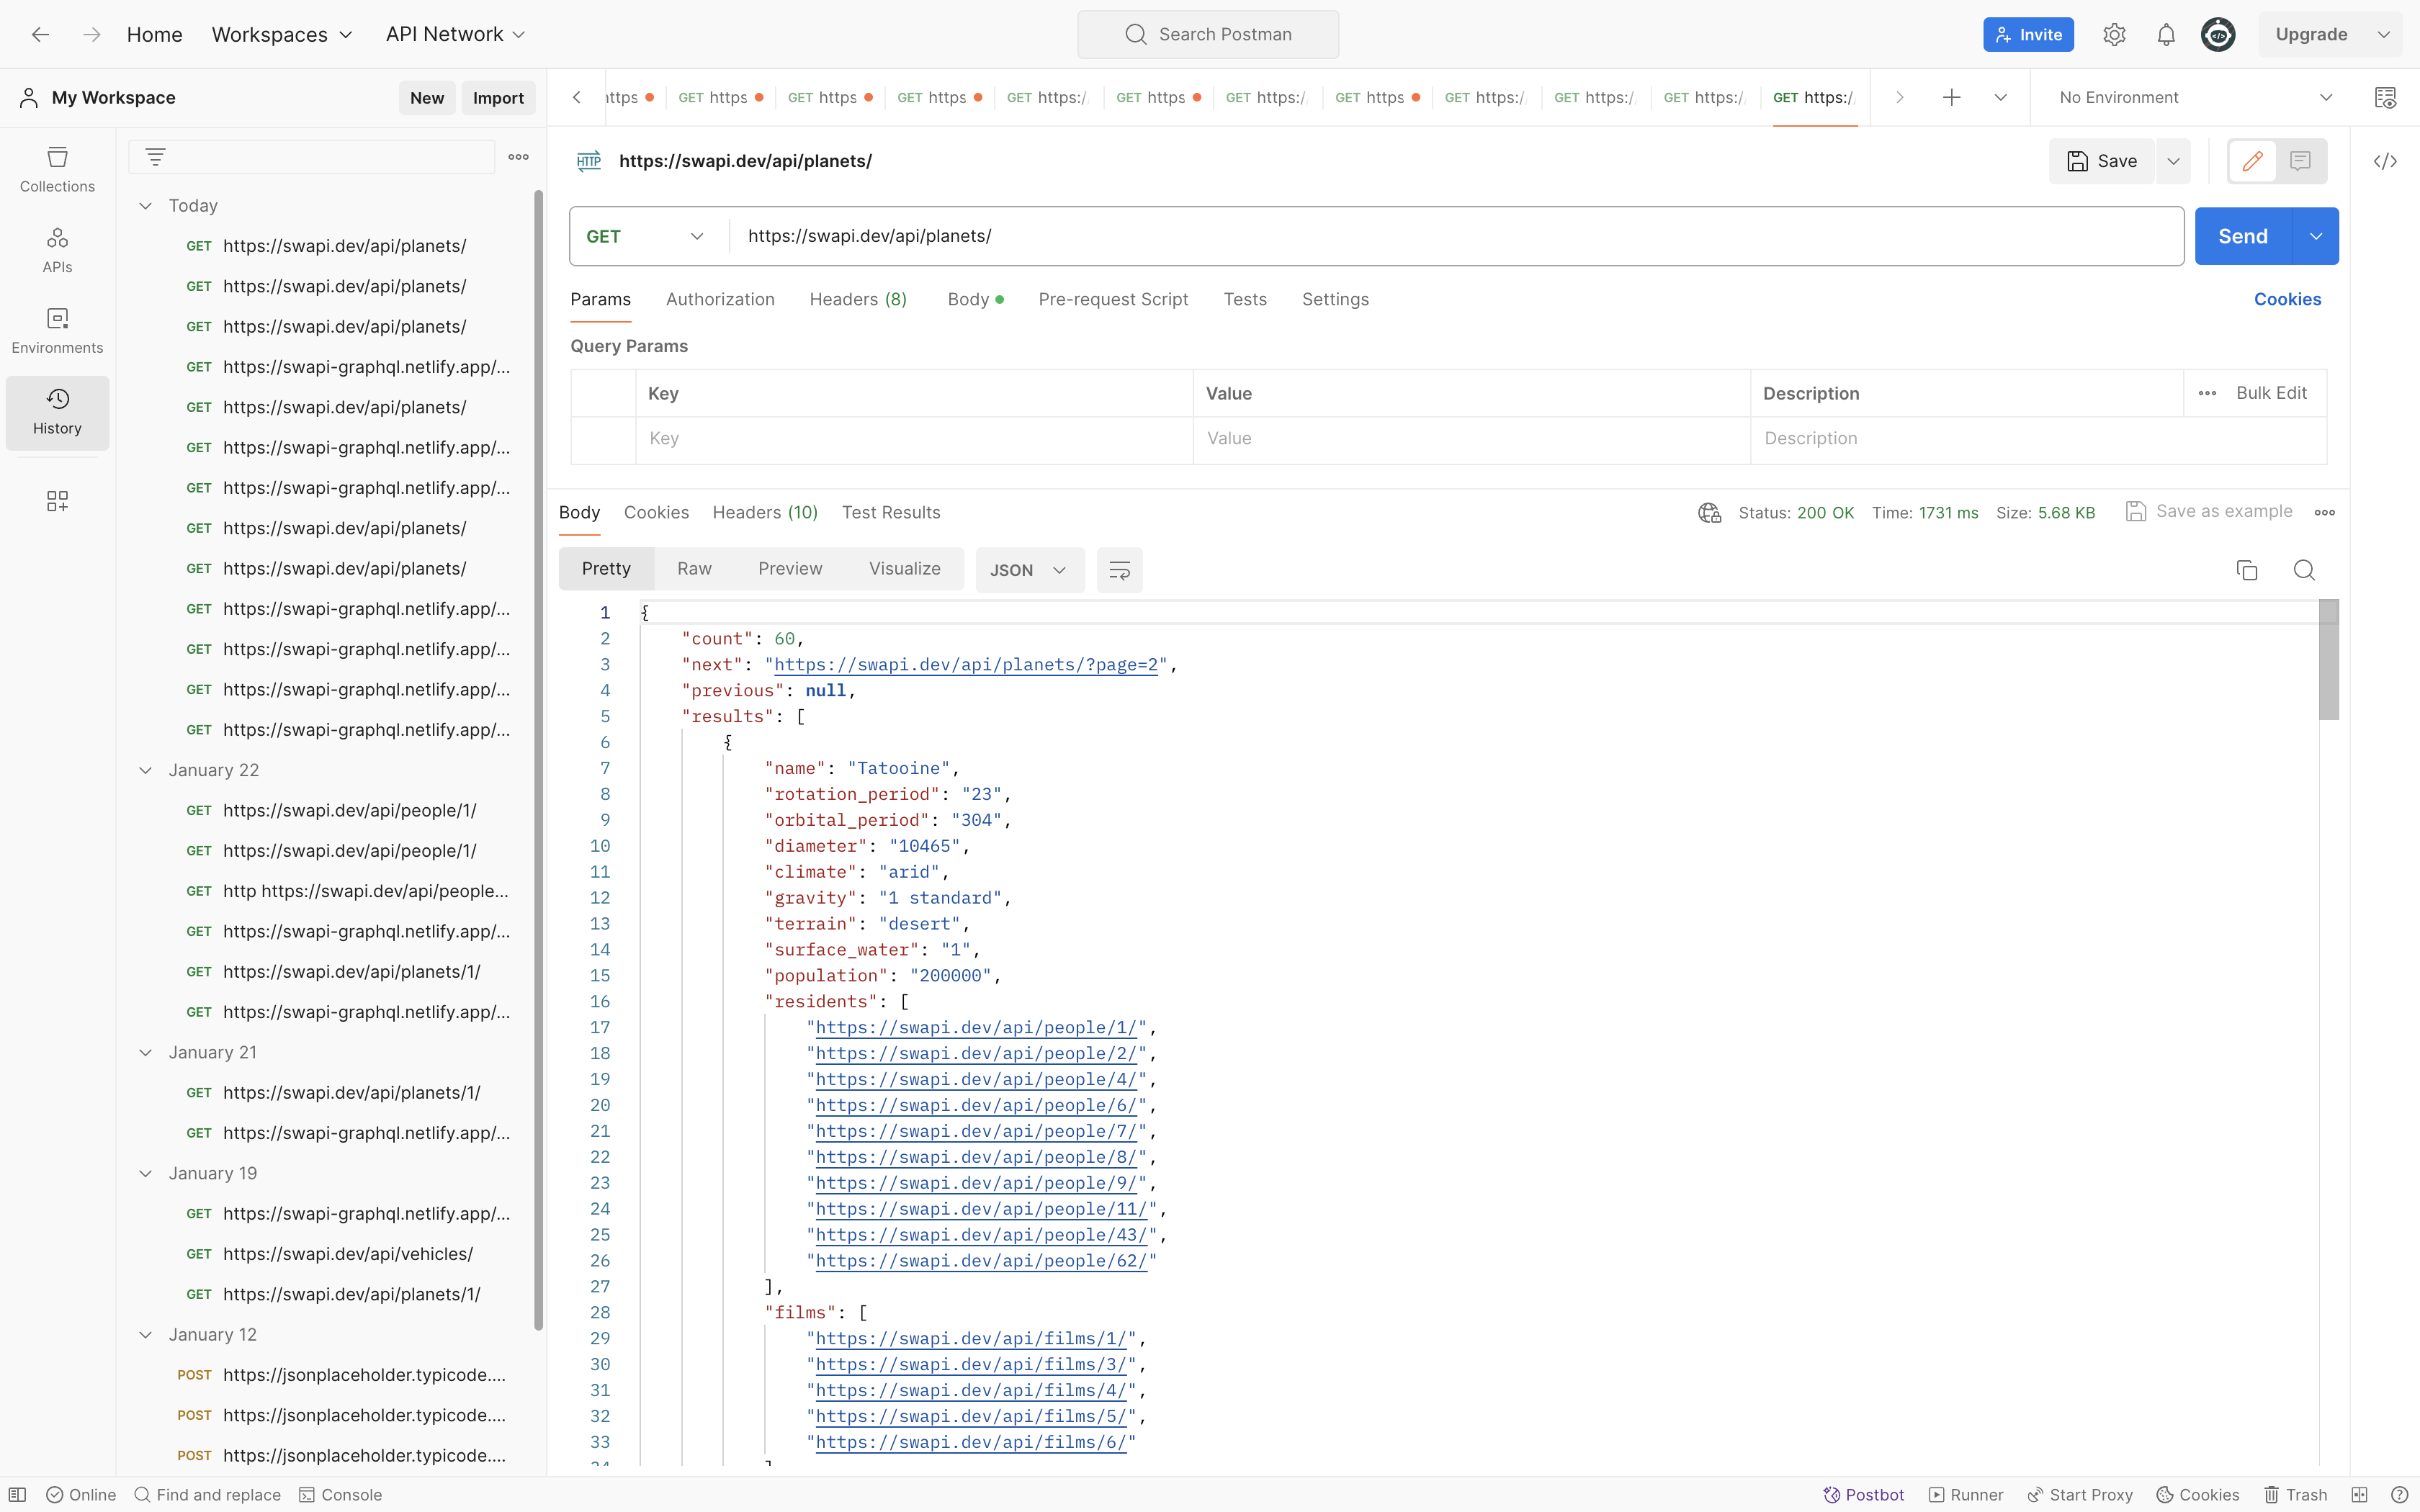 Home Workspaces API Network Search Postman Invite Upgrade
My Workspace New Import
GET https GET https GET https GET https:/ GET https GET https:/ GET https GET https:/ GET https:/ GET https:/ GET https:/ No Environment
Collections
APIs
Environments
History
Today
GET https://swapi.dev/api/planets/
GET https://swapi.dev/api/planets/
GET https://swapi.dev/api/planets/
GET https://swapi-graphql.netlify.app/...
GET https://swapi.dev/api/planets/
GET https://swapi-graphql.netlify.app/...
GET https://swapi-graphql.netlify.app/...
GET https://swapi.dev/api/planets/
GET https://swapi.dev/api/planets/
GET https://swapi-graphql.netlify.app/...
GET https://swapi-graphql.netlify.app/...
GET https://swapi-graphql.netlify.app/...
GET https://swapi-graphql.netlify.app/...
January 22
GET https://swapi.dev/api/people/1/
GET https://swapi.dev/api/people/1/
GET http https://swapi.dev/api/people...
GET https://swapi-graphql.netlify.app/...
GET https://swapi.dev/api/planets/1/
GET https://swapi-graphql.netlify.app/...
January 21
GET https://swapi.dev/api/planets/1/
GET https://swapi-graphql.netlify.app/...
January 19
GET https://swapi-graphql.netlify.app/...
GET https://swapi.dev/api/vehicles/
GET https://swapi.dev/api/planets/1/
January 12
POST https://jsonplaceholder.typicode....
POST https://jsonplaceholder.typicode....
POST https://jsonplaceholder.typicode....
HTTP https://swapi.dev/api/planets/ Save
GET https://swapi.dev/api/planets/ Send
Params Authorization Headers (8) Body Pre-request Script Tests Settings Cookies
Query Params
Key Value Description Bulk Edit
Key Value Description
Body Cookies Headers (10) Test Results Status: 200 OK Time: 1731 ms Size: 5.68 KB Save as example
Pretty Raw Preview Visualize JSON
1 {
2 "count": 60,
3 "next": "https://swapi.dev/api/planets/?page=2",
4 "previous": null,
5 "results": [
6 {
7 "name": "Tatooine",
8 "rotation_period": "23",
9 "orbital_period": "304",
10 "diameter": "10465",
11 "climate": "arid",
12 "gravity": "1 standard",
13 "terrain": "desert",
14 "surface_water": "1",
15 "population": "200000",
16 "residents": [
17 "https://swapi.dev/api/people/1/",
18 "https://swapi.dev/api/people/2/",
19 "https://swapi.dev/api/people/4/",
20 "https://swapi.dev/api/people/6/",
21 "https://swapi.dev/api/people/7/",
22 "https://swapi.dev/api/people/8/",
23 "https://swapi.dev/api/people/9/",
24 "https://swapi.dev/api/people/11/",
25 "https://swapi.dev/api/people/43/",
26 "https://swapi.dev/api/people/62/"
27 ],
28 "films": [
29 "https://swapi.dev/api/films/1/",
30 "https://swapi.dev/api/films/3/",
31 "https://swapi.dev/api/films/4/",
32 "https://swapi.dev/api/films/5/",
33 "https://swapi.dev/api/films/6/"
Online Find and replace Console Postbot Runner Start Proxy Cookies Trash